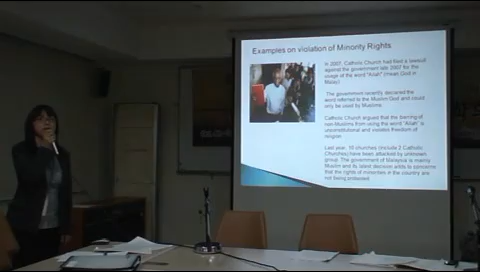 Examples on violation of Minority Rights
In 2007, Catholic Church had filed a lawsuit
against the government late 2007 for the
usage of the word "Allah" (mean God in
Malay).
The government recently declared the
word referred to the Muslim God and could
only be used by Muslims.
Catholic Church argued that the barring of
non-Muslims from using the word "Allah" is
unconstitutional and violates freedom of
religion
Last year, 10 churches (include 2 Catholic
Churches) have been attacked by unknown
group. The government of Malaysia is mainly
Muslim and its latest decision adds to concerns
that the rights of minorities in the country are
not being protected.